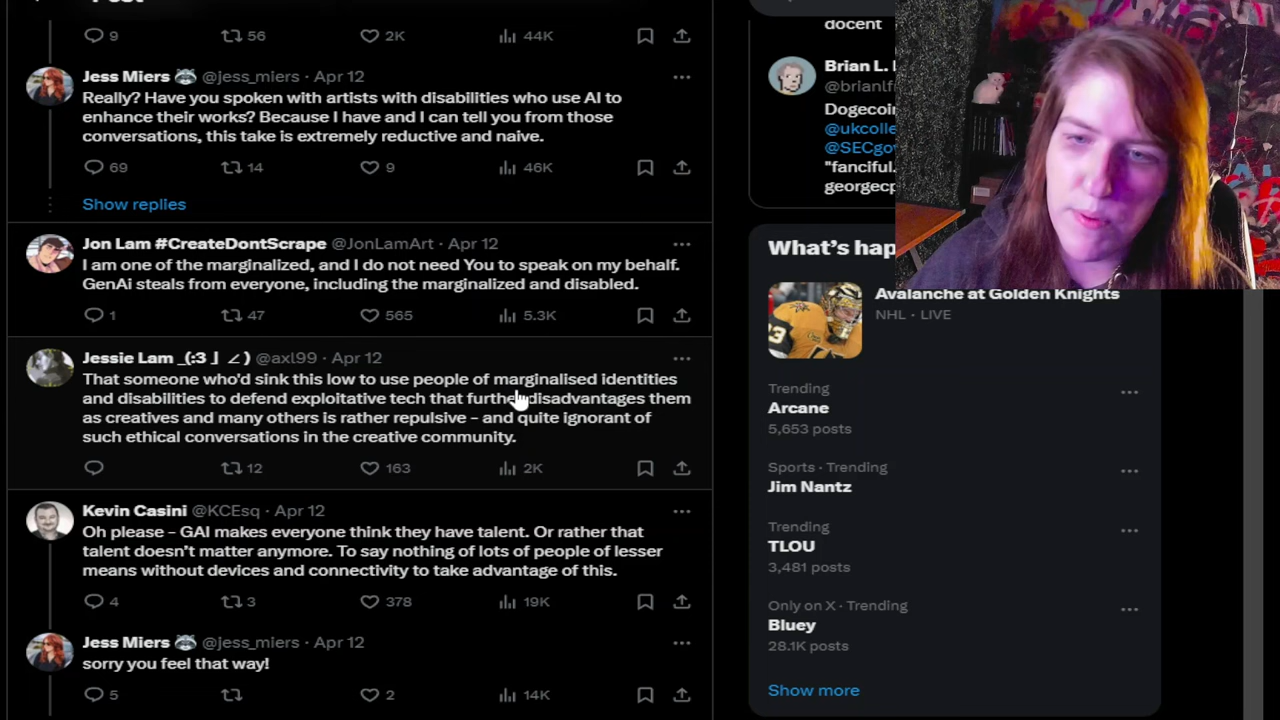 9 56 2K 44K
Jess Miers 🦝 @jess_miers · Apr 12
Really? Have you spoken with artists with disabilities who use AI to
enhance their works? Because I have and I can tell you from those
conversations, this take is extremely reductive and naive.
69 14 9 46K
Show replies
Jon Lam #CreateDontScrape @JonLamArt · Apr 12
I am one of the marginalized, and I do not need You to speak on my behalf.
GenAi steals from everyone, including the marginalized and disabled.
1 47 565 5.3K
Jessie Lam _(:3 」∠) @axl99 · Apr 12
That someone who'd sink this low to use people of marginalised identities
and disabilities to defend exploitative tech that further disadvantages them
as creatives and many others is rather repulsive – and quite ignorant of
such ethical conversations in the creative community.
12 163 2K
Kevin Casini @KCEsq · Apr 12
Oh please – GAI makes everyone think they have talent. Or rather that
talent doesn't matter anymore. To say nothing of lots of people of lesser
means without devices and connectivity to take advantage of this.
4 3 378 19K
Jess Miers 🦝 @jess_miers · Apr 12
sorry you feel that way!
5 2 14K
docent
Brian L.
@brianlf
Dogecoin
@ukcolle
@SECgov
"fanciful.
georgecp
What's hap
Avalanche at Golden Knights
NHL · LIVE
Trending
Arcane
5,653 posts
Sports · Trending
Jim Nantz
Trending
TLOU
3,481 posts
Only on X · Trending
Bluey
28.1K posts
Show more